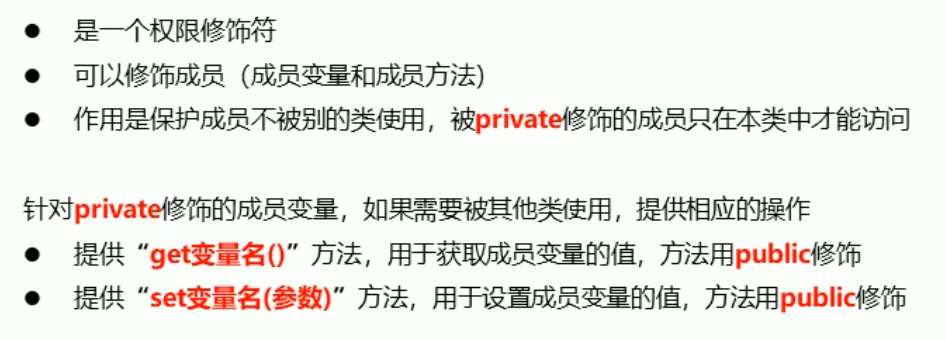 ● 是一个权限修饰符
● 可以修饰成员（成员变量和成员方法）
● 作用是保护成员不被别的类使用，被private修饰的成员只在本类中才能访问
针对private修饰的成员变量，如果需要被其他类使用，提供相应的操作
● 提供“get变量名()”方法，用于获取成员变量的值，方法用public修饰
● 提供“set变量名(参数)”方法，用于设置成员变量的值，方法用public修饰